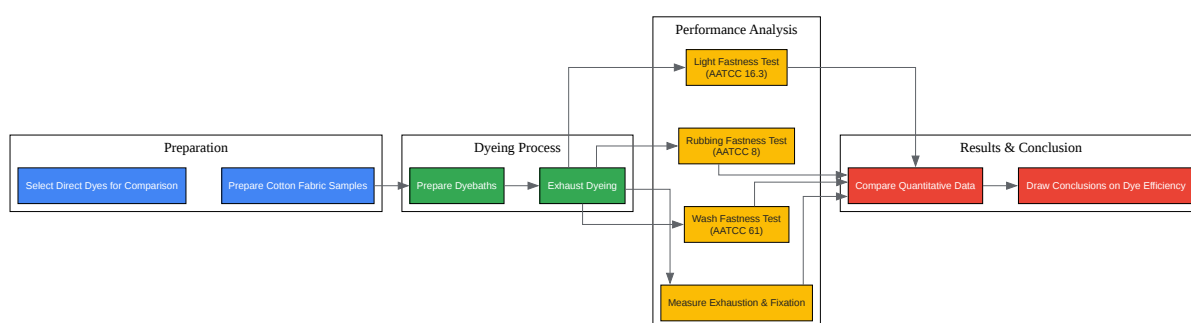 Preparation
Select Direct Dyes for Comparison
Prepare Cotton Fabric Samples
Dyeing Process
Prepare Dyebaths
Exhaust Dyeing
Performance Analysis
Light Fastness Test
(AATCC 16.3)
Rubbing Fastness Test
(AATCC 8)
Wash Fastness Test
(AATCC 61)
Measure Exhaustion & Fixation
Results & Conclusion
Compare Quantitative Data
Draw Conclusions on Dye Efficiency